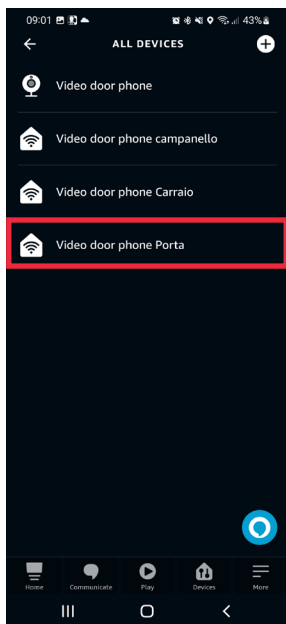 09:01 43%
ALL DEVICES
Video door phone
Video door phone campanello
Video door phone Carraio
Video door phone Porta
Home Communicate Play Devices More